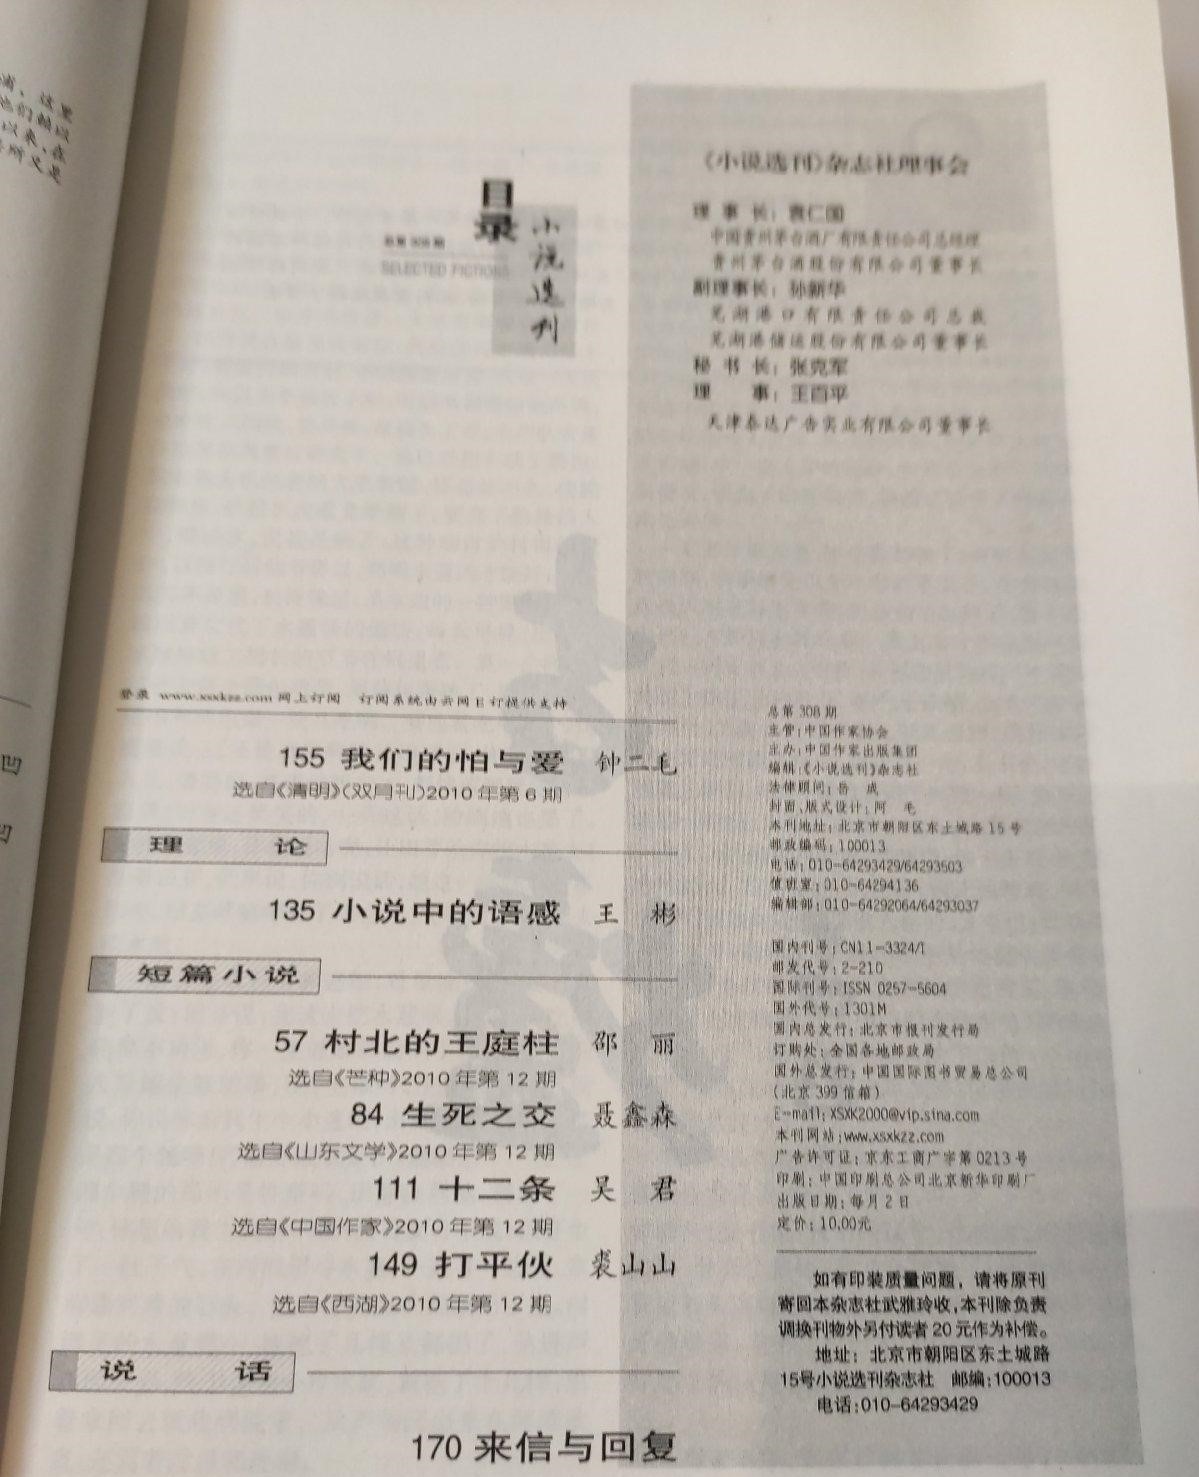 目录
小说选刊
总第308期
SELECTED FICTIONS
《小说选刊》杂志社理事会
理 事 长：袁仁国
中国贵州茅台酒厂有限责任公司总经理
贵州茅台酒股份有限公司董事长
副理事长：孙新华
芜湖港口有限责任公司总裁
芜湖港储运股份有限公司董事长
秘 书 长：张克军
理 事：王百平
天津泰达广告实业有限公司董事长
登录 www.xsxkzz.com 网上订阅 订阅系统由云网E订提供支持
155 我们的怕与爱 钟二毛
选自《清明》(双月刊)2010年第6期
理 论
135 小说中的语感 王 彬
短篇小说
57 村北的王庭柱 邵 丽
选自《芒种》2010年第12期
84 生死之交 聂鑫森
选自《山东文学》2010年第12期
111 十二条 吴 君
选自《中国作家》2010年第12期
149 打平伙 裘山山
选自《西湖》2010年第12期
说 话
170 来信与回复
总第308期
主管：中国作家协会
主办：中国作家出版集团
编辑：《小说选刊》杂志社
法律顾问：岳 成
封面、版式设计：阿 毛
本刊地址：北京市朝阳区东土城路15号
邮政编码：100013
电话：010-64293429/64293503
值班室：010-64294136
编辑部：010-64292064/64293037
国内刊号：CN11-3324/I
邮发代号：2-210
国际刊号：ISSN 0257-5604
国外代号：1301M
国内总发行：北京市报刊发行局
订购处：全国各地邮政局
国外总发行：中国国际图书贸易总公司
(北京399信箱)
E-mail：XSXK2000@vip.sina.com
本刊网站：www.xsxkzz.com
广告许可证：京东工商广字第0213号
印刷：中国印刷总公司北京新华印刷厂
出版日期：每月2日
定价：10.00元
如有印装质量问题，请将原刊
寄回本杂志社武雅玲收，本刊除负责
调换刊物外另付读者20元作为补偿。
地址：北京市朝阳区东土城路
15号小说选刊杂志社 邮编：100013
电话：010-64293429